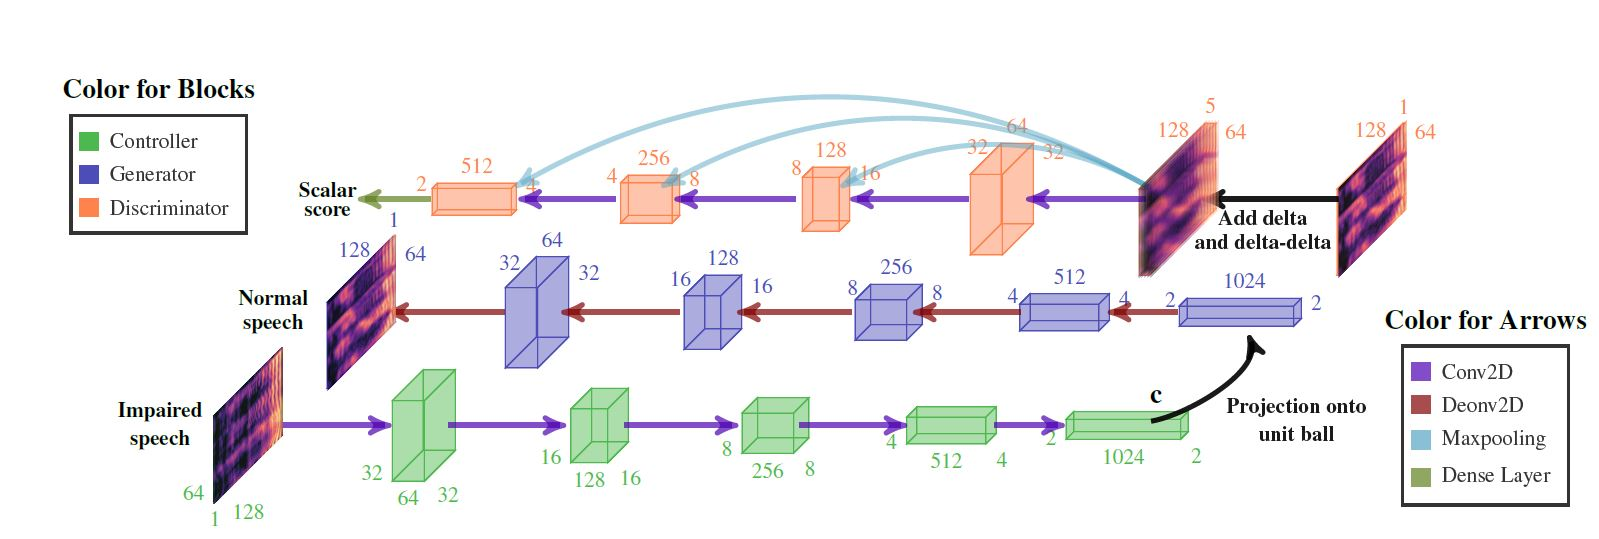 Color for Blocks
Controller
Generator
Discriminator
Scalar
score
2
512
4
4
256
8
8
128
16
32
64
32
128
5
64
128
1
64
Add delta
and delta-delta
Normal
speech
128
1
64
32
64
32
16
128
16
8
256
8
4
512
4
2
1024
2
Impaired
speech
64
1
128
32
64
32
16
128
16
8
256
8
4
512
4
2
1024
2
c
Projection onto
unit ball
Color for Arrows
Conv2D
Deonv2D
Maxpooling
Dense Layer